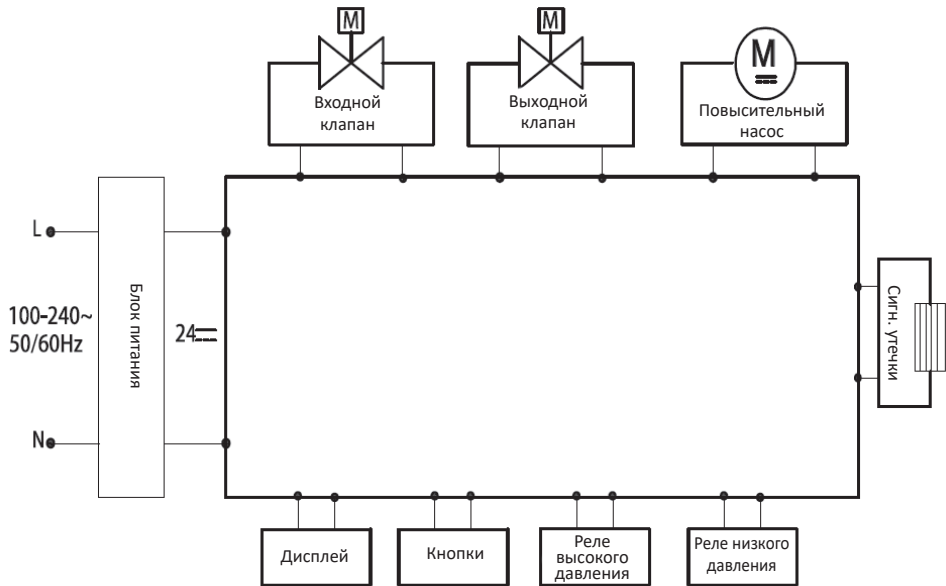 M
M
M
Входной
клапан
Выходной
клапан
Повысительный
насос
L
100-240~
50/60Hz
N
Блок питания
24
Сигн. утечки
Дисплей
Кнопки
Реле
высокого
давления
Реле низкого
давления